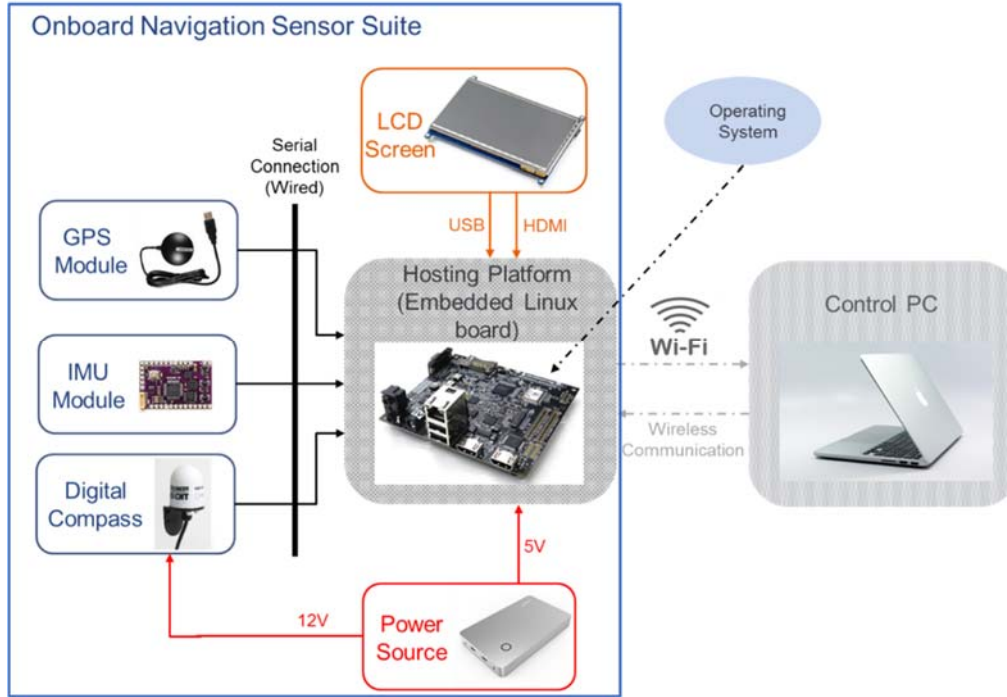 Onboard Navigation Sensor Suite
LCD
Screen
Operating
System
Serial
Connection
(Wired)
USB
HDMI
GPS
Module
Hosting Platform
(Embedded Linux
board)
Control PC
Wi-Fi
IMU
Module
Wireless
Communication
Digital
Compass
5V
12V
Power
Source